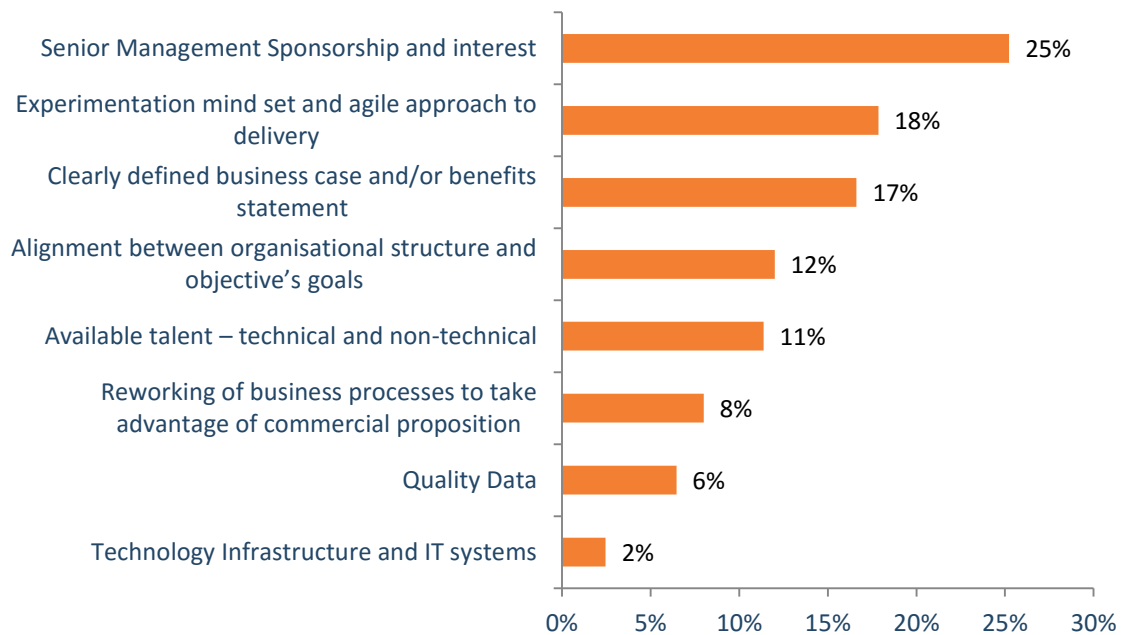 Senior Management Sponsorship and interest
25%
Experimentation mind set and agile approach to
delivery
18%
Clearly defined business case and/or benefits
statement
17%
Alignment between organisational structure and
objective’s goals
12%
Available talent – technical and non-technical
11%
Reworking of business processes to take
advantage of commercial proposition
8%
Quality Data
6%
Technology Infrastructure and IT systems
2%
0% 5% 10% 15% 20% 25% 30%